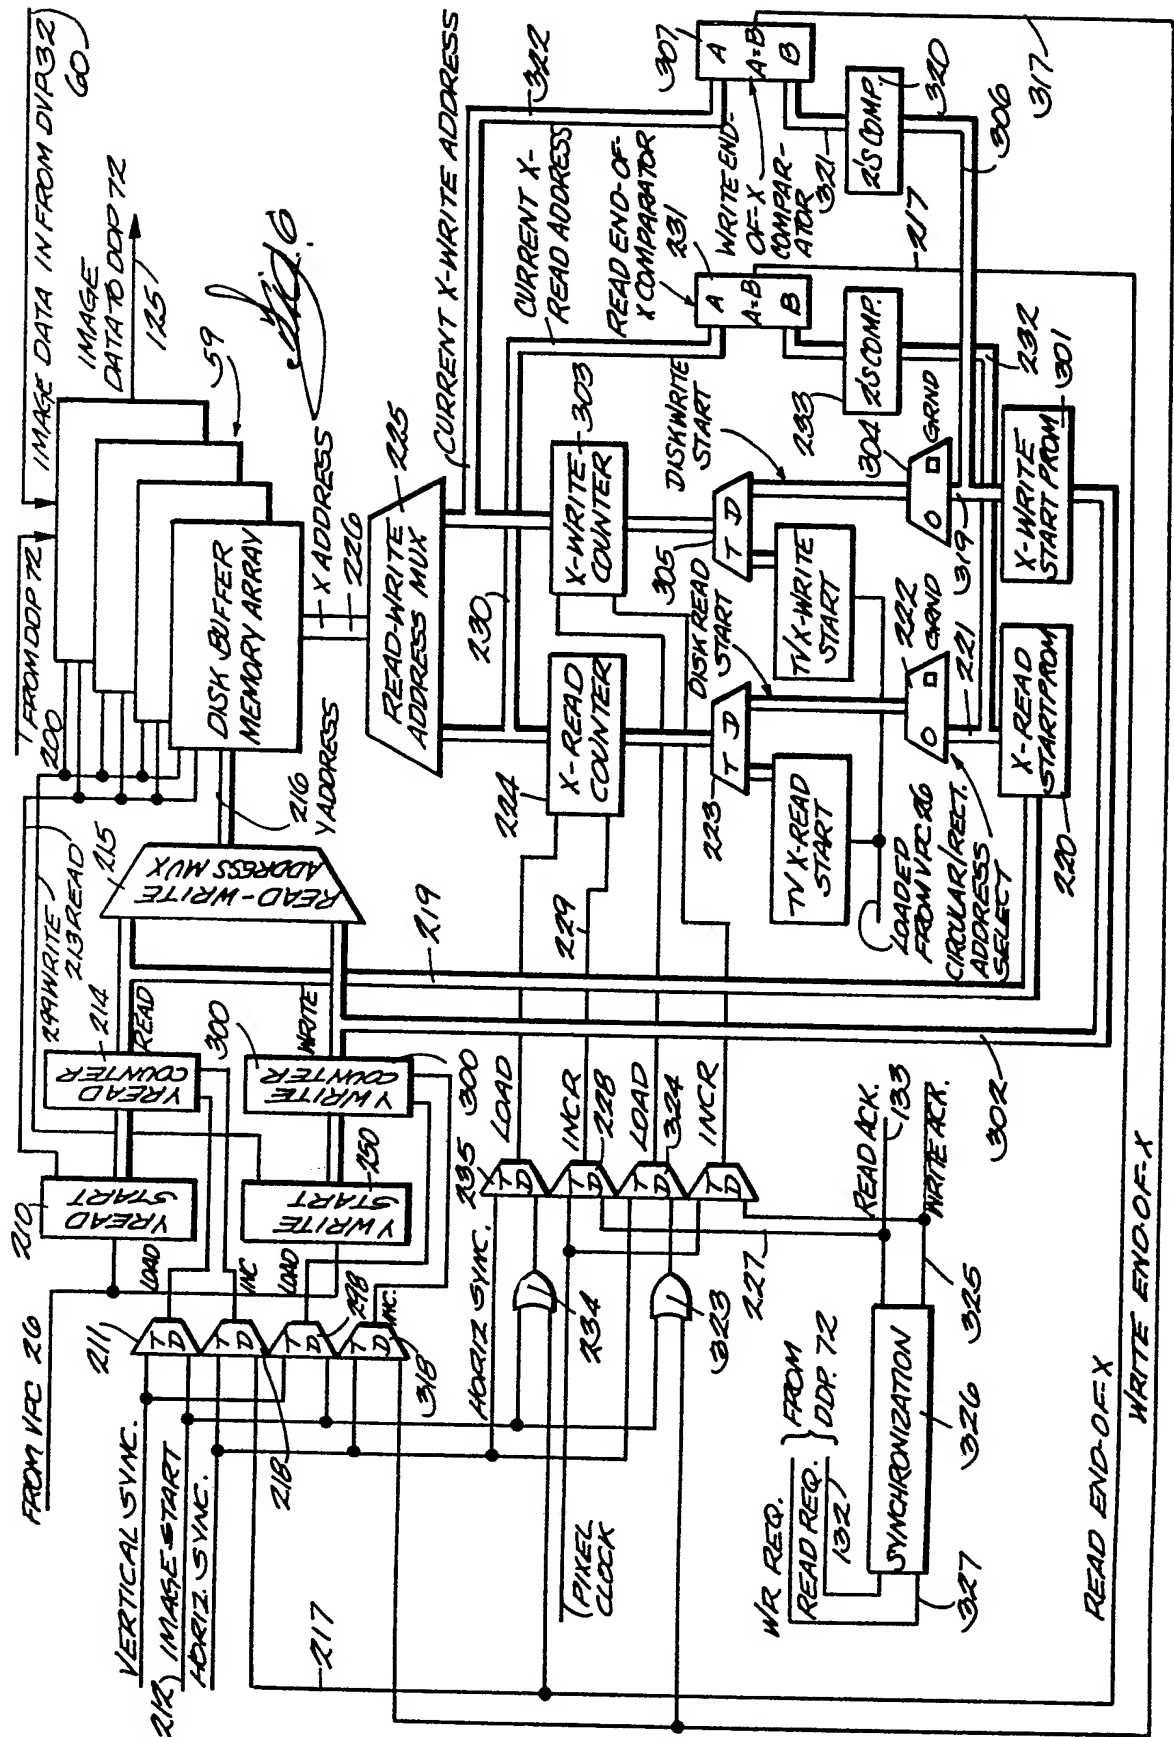 IMAGE DATA IN FROM DVP32
60
FROM DDP 72
200
IMAGE
DATA TO DDP 72
125
59
Fig. 6
DISK BUFFER
MEMORY ARRAY
X ADDRESS
226
216
Y ADDRESS
READ-WRITE
ADDRESS MUX
215
READ-WRITE
ADDRESS MUX
225
299 WRITE
213 READ
214
Y READ
COUNTER
READ
300
WRITE
Y WRITE
COUNTER
300
210
Y READ
START
Y WRITE
START
250
FROM VPC 26
LOAD
INC
LOAD
INC.
211
T
D
T
D
T
D
T
D
298
318
218
VERTICAL SYNC.
212
IMAGE START
HORIZ. SYNC.
217
219
CURRENT X-WRITE ADDRESS
322
CURRENT X-
READ ADDRESS
230
READ END-OF-
X COMPARATOR
231
A
A=B
B
WRITE END-
OF-X
COMPAR-
ATOR
307
A
A=B
B
317
321
2'S COMP.
320
306
217
2'S COMP.
233
232
X-READ
COUNTER
224
X-WRITE
COUNTER
303
DISK READ
START
DISK WRITE
START
223
T D
305
T D
TV X-READ
START
TV X-WRITE
START
LOADED
FROM VPC 26
CIRCULAR/RECT.
ADDRESS
SELECT
222
GRND
304
GRND
221
319
X-READ
START PROM
220
X-WRITE
START PROM
301
HORIZ SYNC.
235
LOAD
INCR
228
LOAD
324
INCR
T
D
T
D
T
D
T
D
229
234
323
227
(PIXEL
CLOCK
WR REQ.
READ REQ.
132
FROM
DDP. 72
SYNCHRONIZATION
327
326
325
READ ACK.
133
WRITE ACK.
302
READ END-OF-X
WRITE END-OF-X